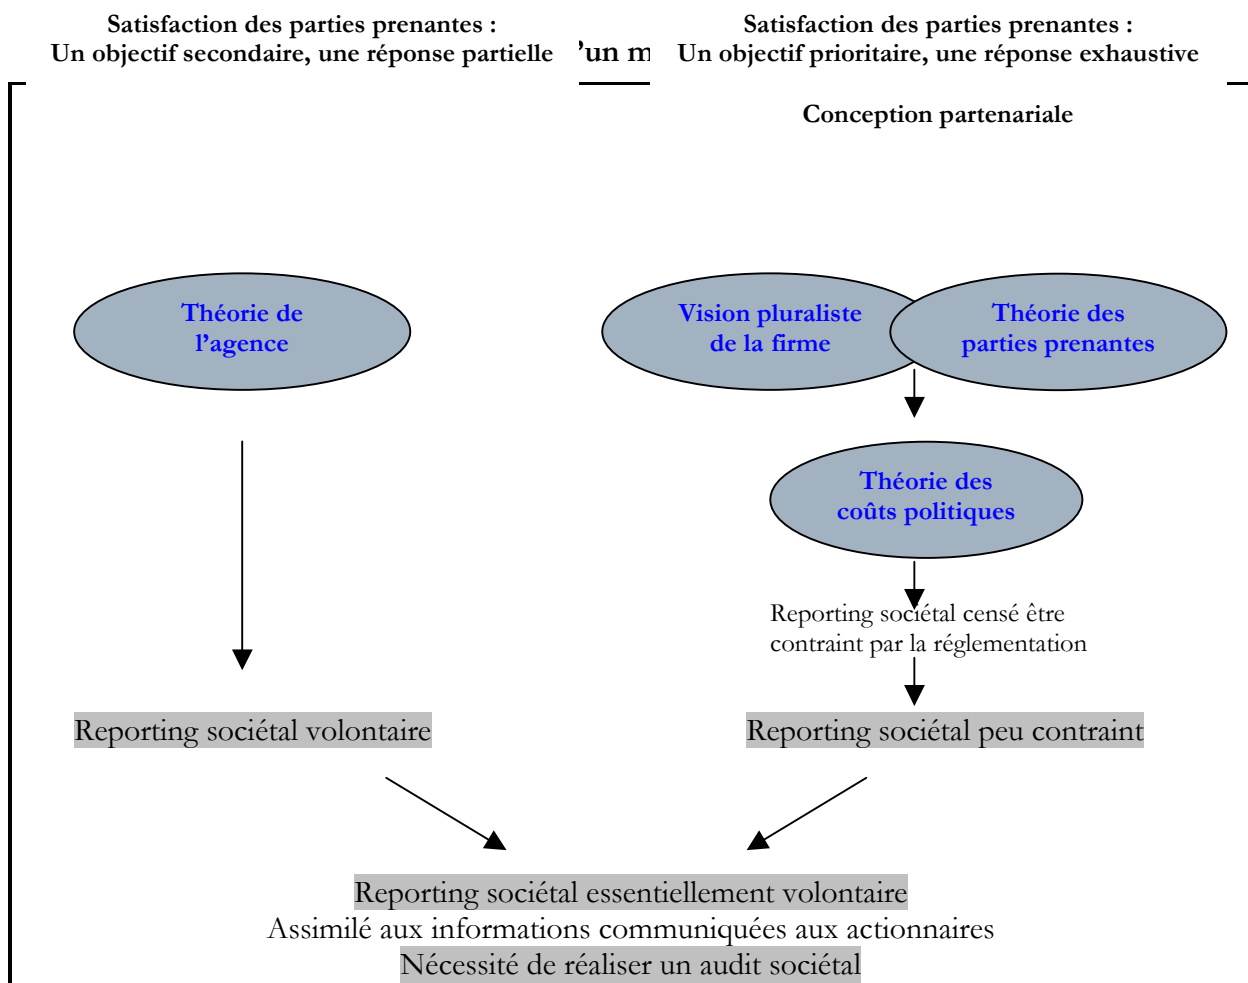 Satisfaction des parties prenantes :
Un objectif secondaire, une réponse partielle
’un m
Satisfaction des parties prenantes :
Un objectif prioritaire, une réponse exhaustive
Conception partenariale
Théorie de
l’agence
Vision pluraliste
de la firme
Théorie des
parties prenantes
Théorie des
coûts politiques
Reporting sociétal censé être
contraint par la réglementation
Reporting sociétal volontaire
Reporting sociétal peu contraint
Reporting sociétal essentiellement volontaire
Assimilé aux informations communiquées aux actionnaires
Nécessité de réaliser un audit sociétal